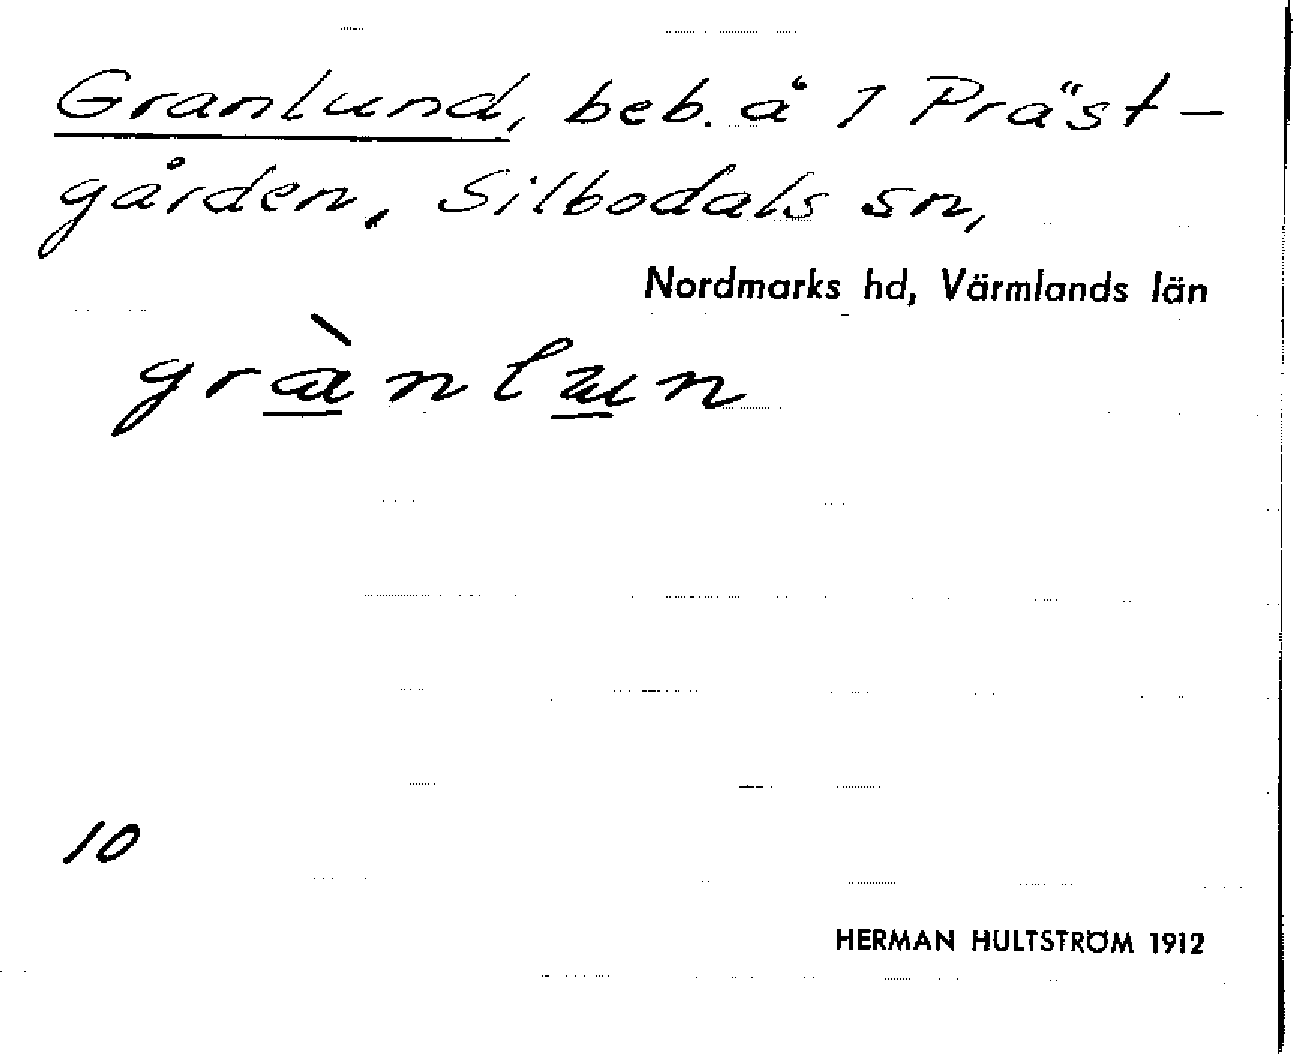 Granlund, beb. å 1 Präst-
gården, Silbodals sn,
Nordmarks hd, Värmlands län
grànlun
10
HERMAN HULTSTRÖM 1912